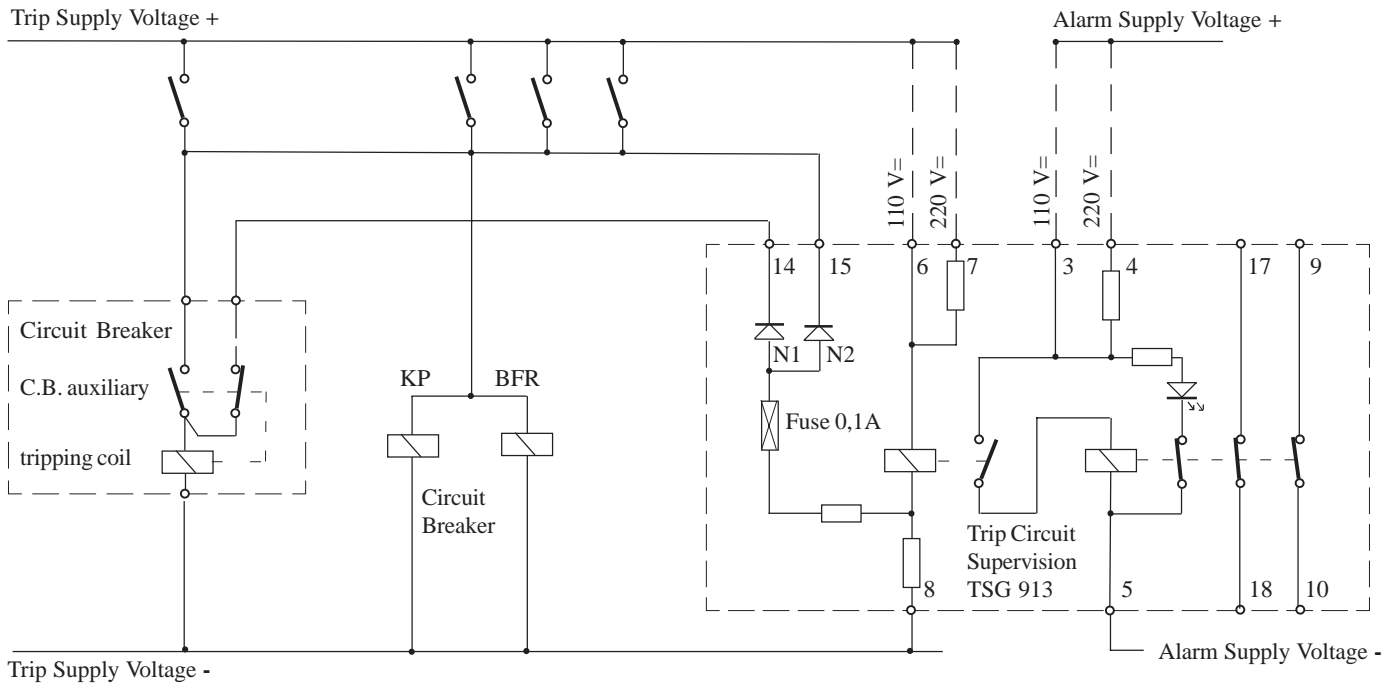 Trip Supply Voltage +
Alarm Supply Voltage +
110 V=
220 V=
110 V=
220 V=
14
15
6
7
3
4
17
9
Circuit Breaker
N1
N2
C.B. auxiliary
KP
BFR
Fuse 0,1A
tripping coil
Circuit
Breaker
Trip Circuit
Supervision
TSG 913
8
5
18
10
Trip Supply Voltage -
Alarm Supply Voltage -